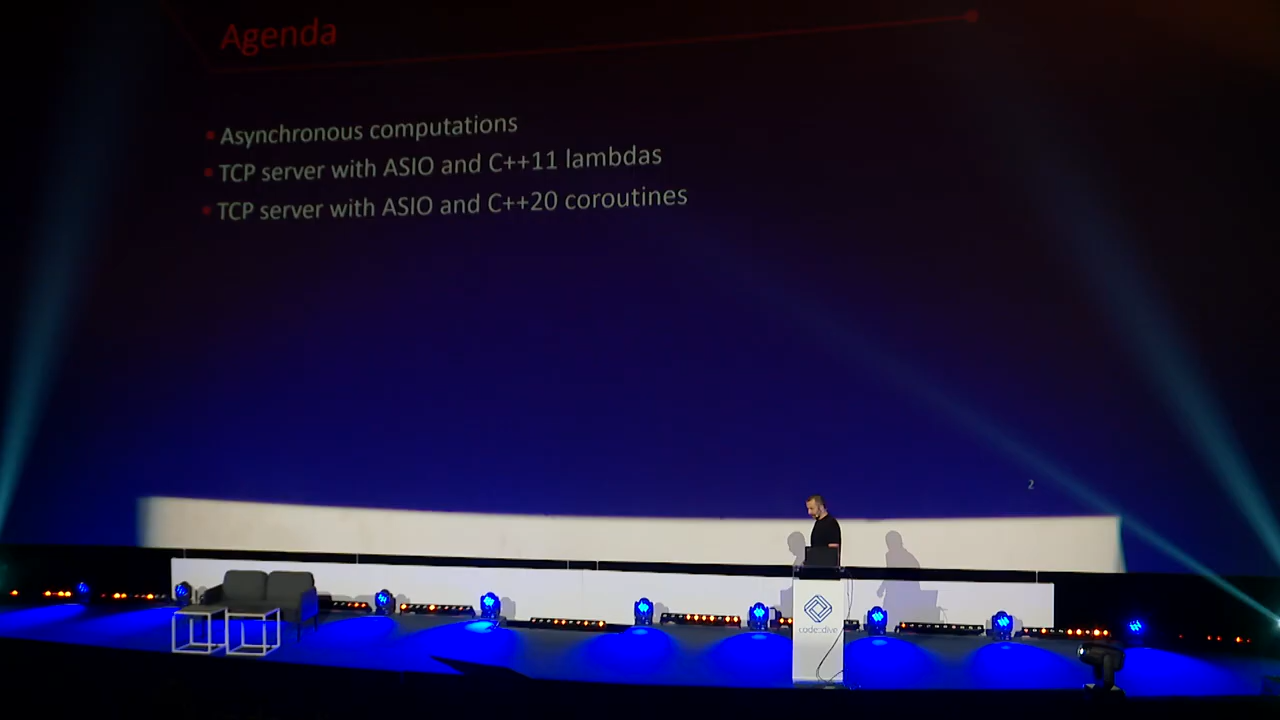 Agenda
Asynchronous computations
TCP server with ASIO and C++11 lambdas
TCP server with ASIO and C++20 coroutines
2
code::dive